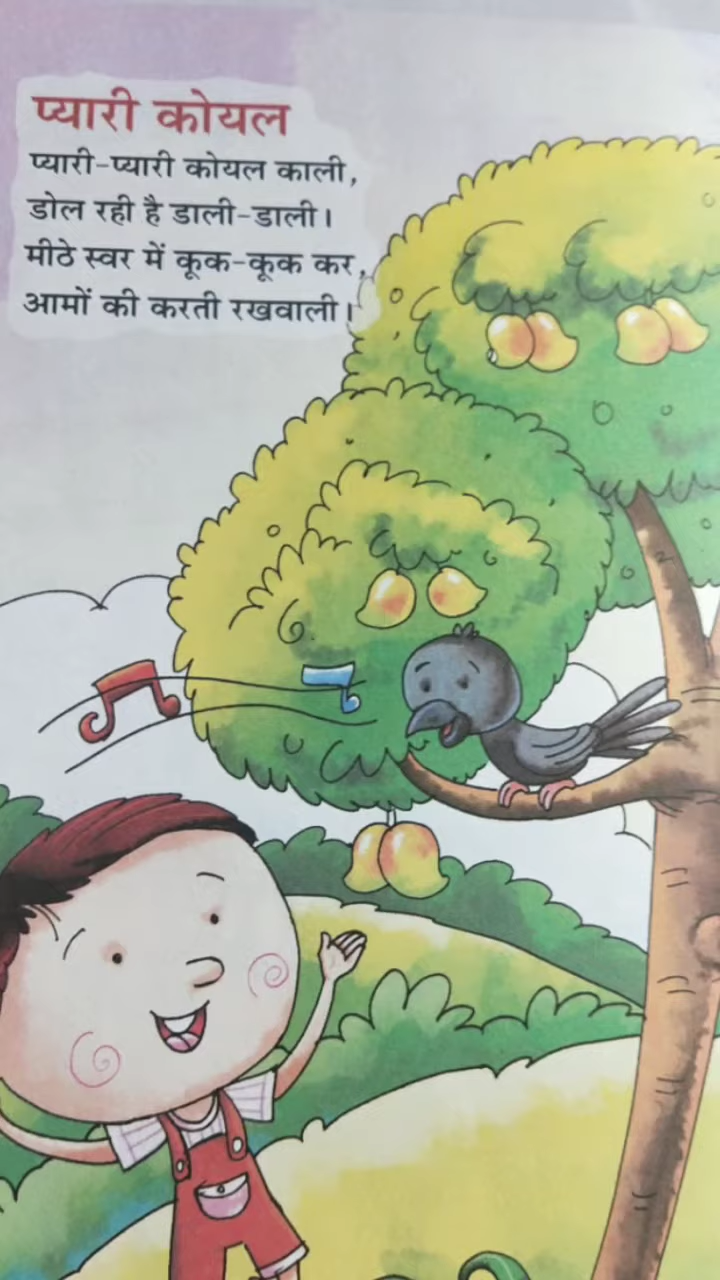 प्यारी कोयल
प्यारी-प्यारी कोयल काली,
डोल रही है डाली-डाली।
मीठे स्वर में कूक-कूक कर,
आमों की करती रखवाली।